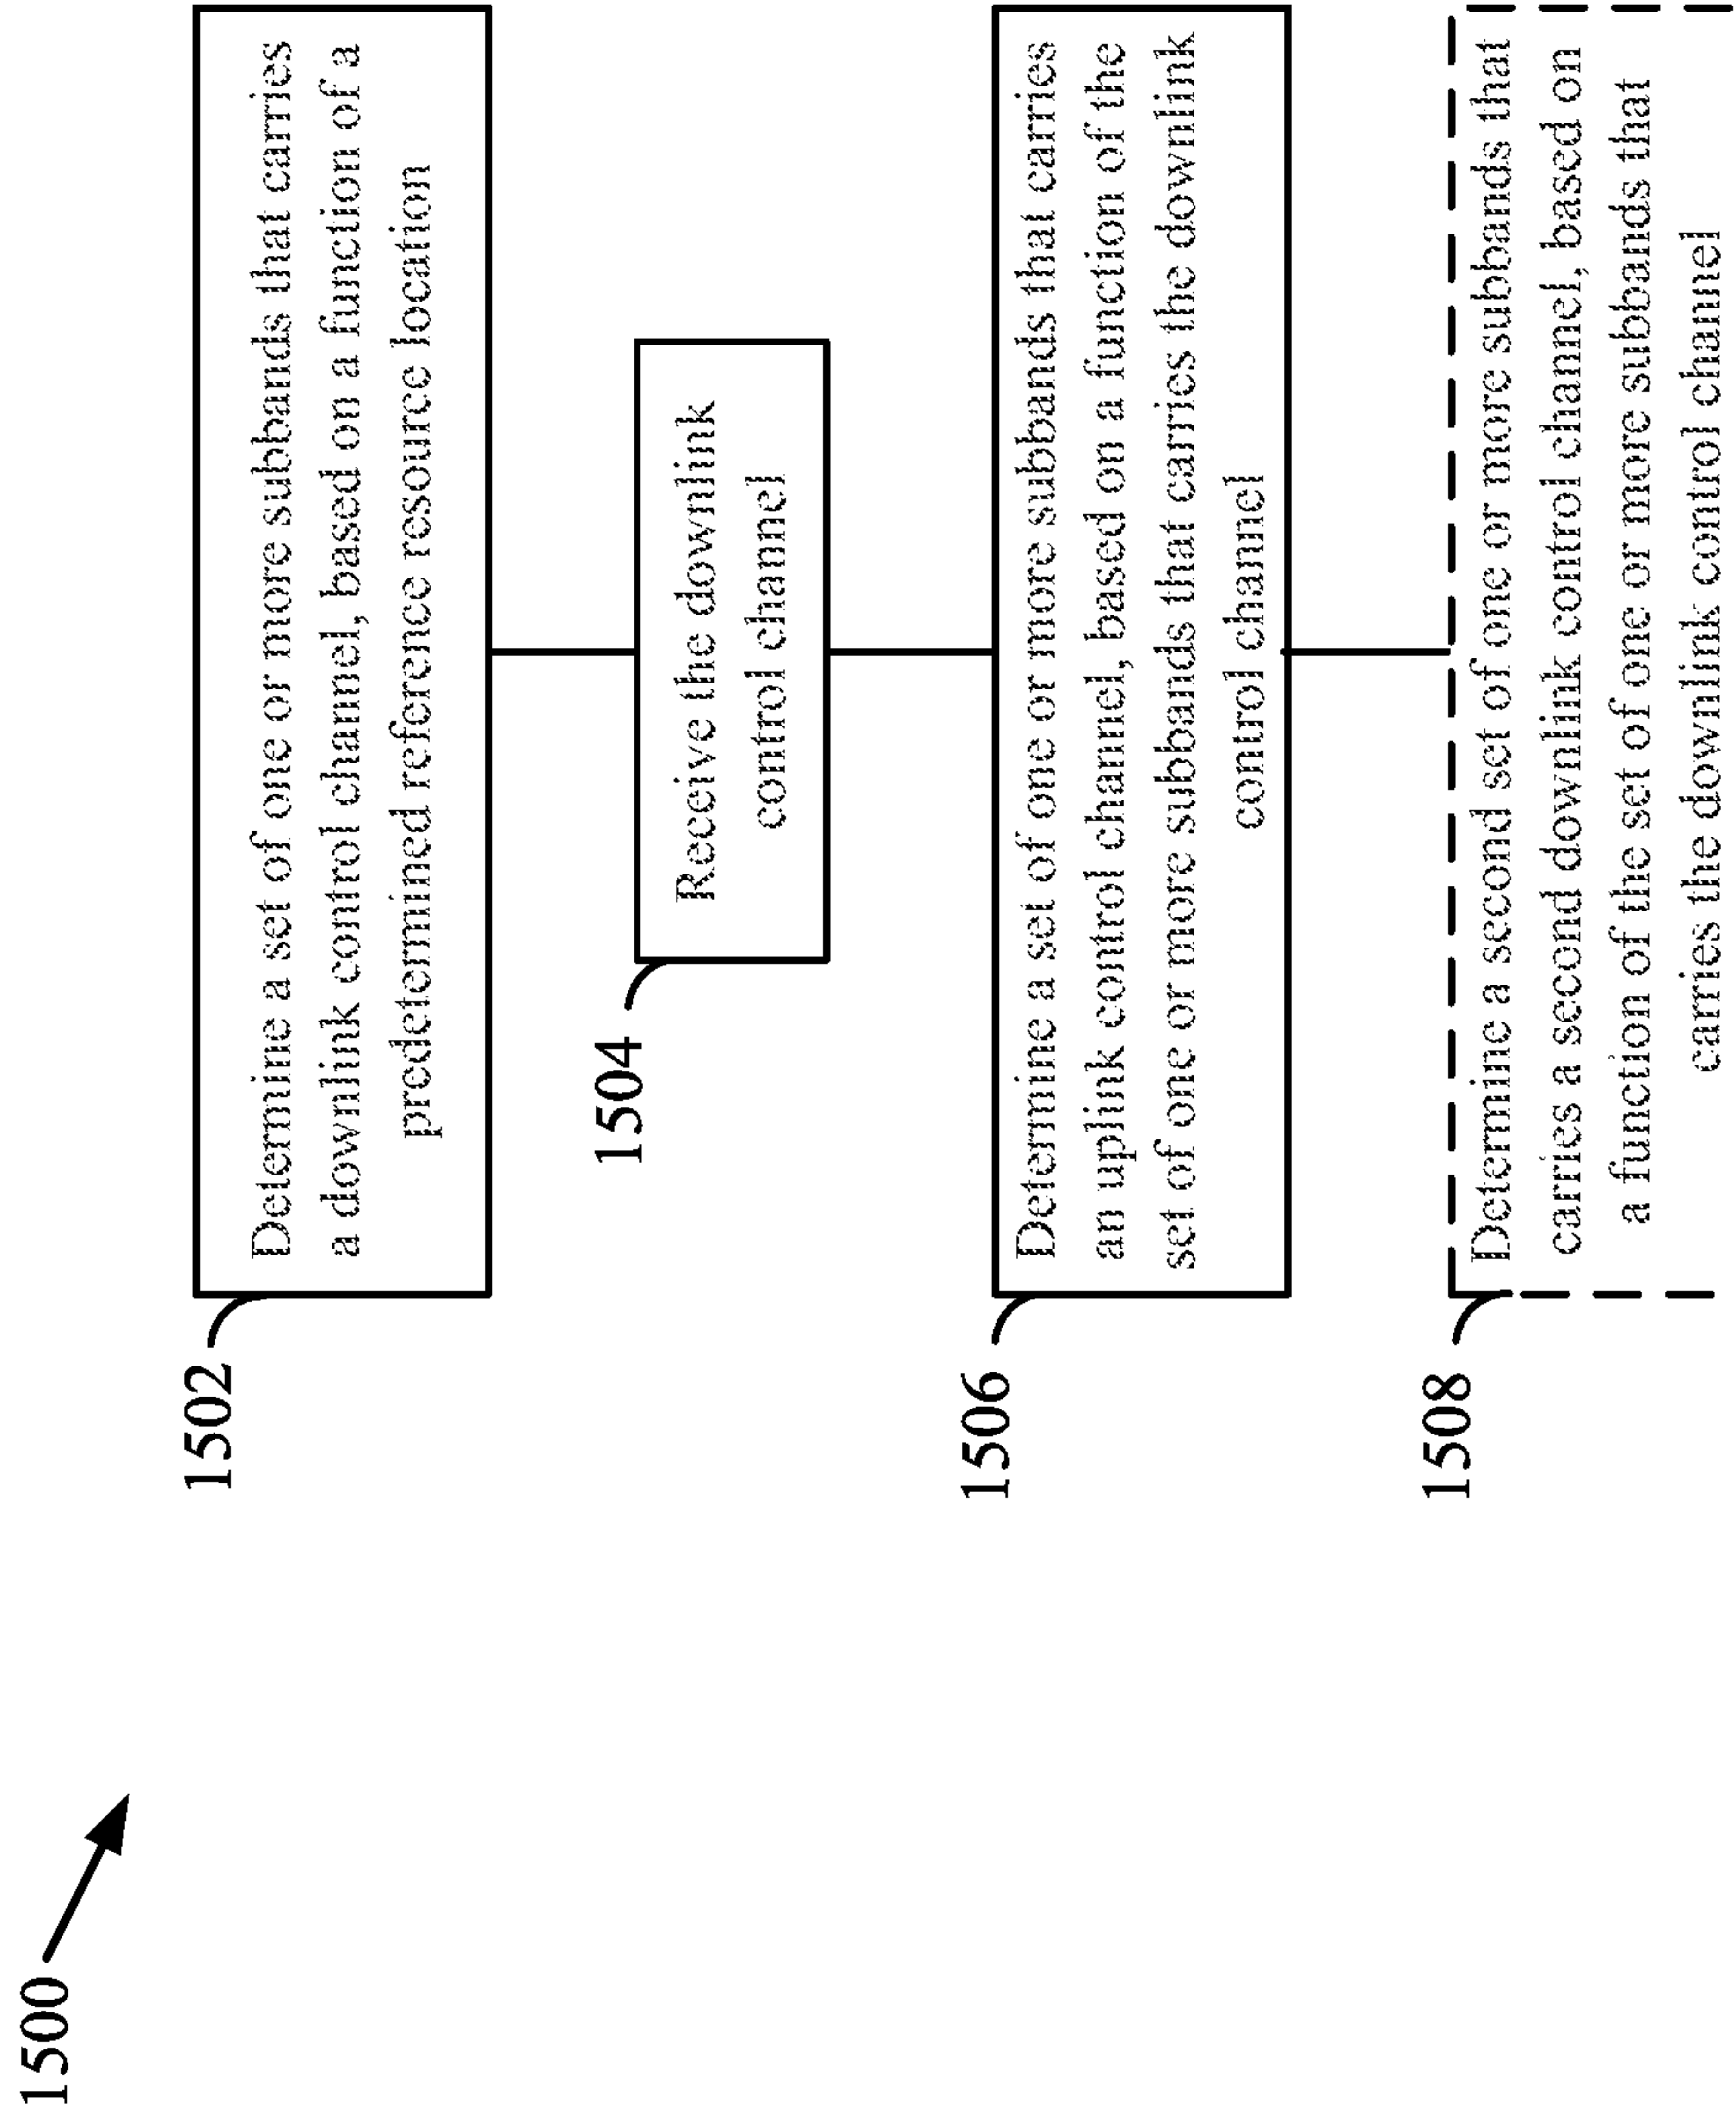 1500
1502
Determine a set of one or more subbands that carries
a downlink control channel, based on a function of a
predetermined reference resource location
1504
Receive the downlink
control channel
1506
Determine a set of one or more subbands that carries
an uplink control channel, based on a function of the
set of one or more subbands that carries the downlink
control channel
1508
Determine a second set of one or more subbands that
carries a second downlink control channel, based on
a function of the set of one or more subbands that
carries the downlink control channel